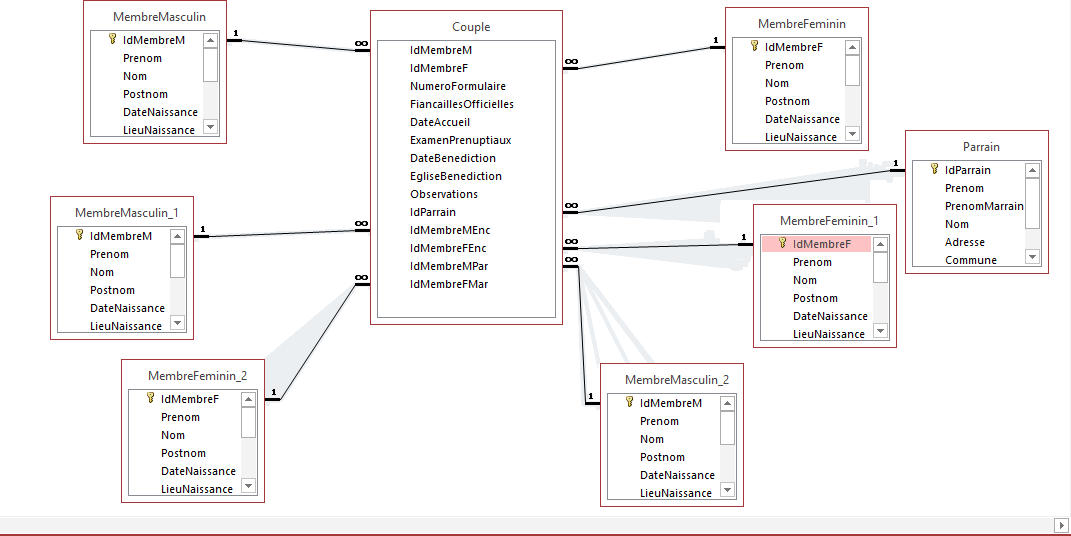 MembreMasculin
1
IdMembreM
Prenom
Nom
Postnom
DateNaissance
LieuNaissance
Couple
∞
∞
∞
∞
∞
∞
∞
IdMembreM
IdMembreF
NumeroFormulaire
FiancaillesOfficielles
DateAccueil
ExamenPrenuptiaux
DateBenediction
EgliseBenediction
Observations
IdParrain
IdMembreMEnc
IdMembreFEnc
IdMembreMPar
IdMembreFMar
MembreFeminin
1
IdMembreF
Prenom
Nom
Postnom
DateNaissance
LieuNaissance
Parrain
1
IdParrain
Prenom
PrenomMarrain
Nom
Adresse
Commune
MembreMasculin_1
1
IdMembreM
Prenom
Nom
Postnom
DateNaissance
LieuNaissance
MembreFeminin_1
1
IdMembreF
Prenom
Nom
Postnom
DateNaissance
LieuNaissance
MembreFeminin_2
1
IdMembreF
Prenom
Nom
Postnom
DateNaissance
LieuNaissance
MembreMasculin_2
1
IdMembreM
Prenom
Nom
Postnom
DateNaissance
LieuNaissance